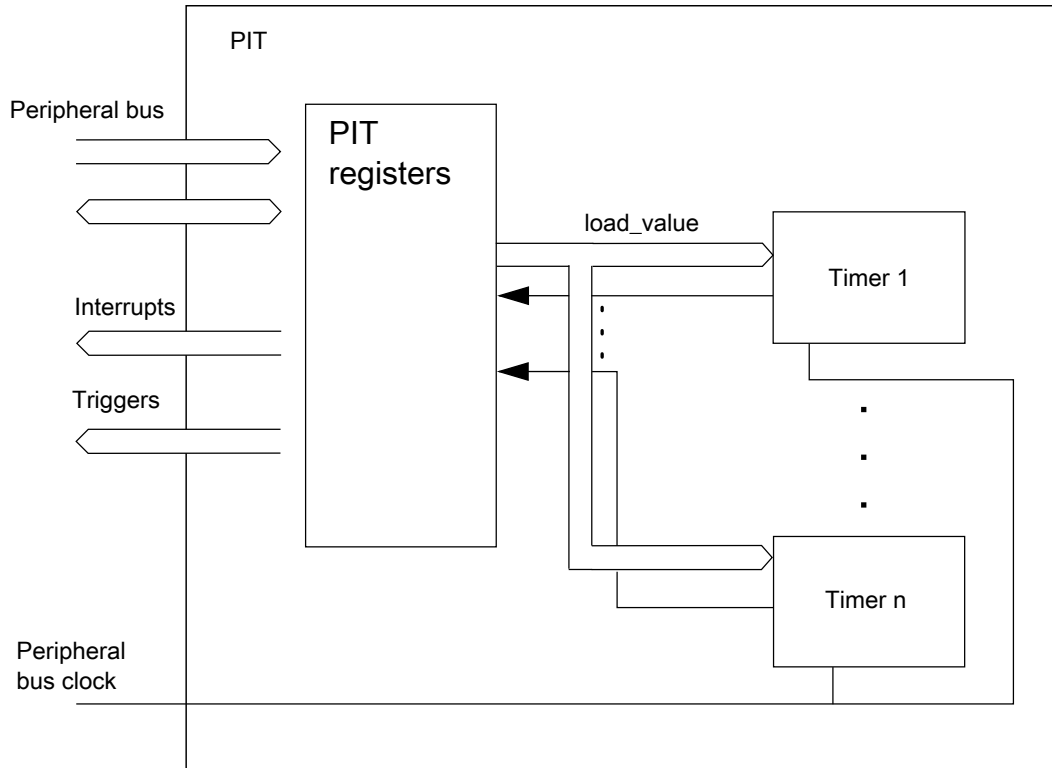 PIT
Peripheral bus
PIT
registers
load_value
Timer 1
Interrupts
Triggers
Timer n
Peripheral
bus clock